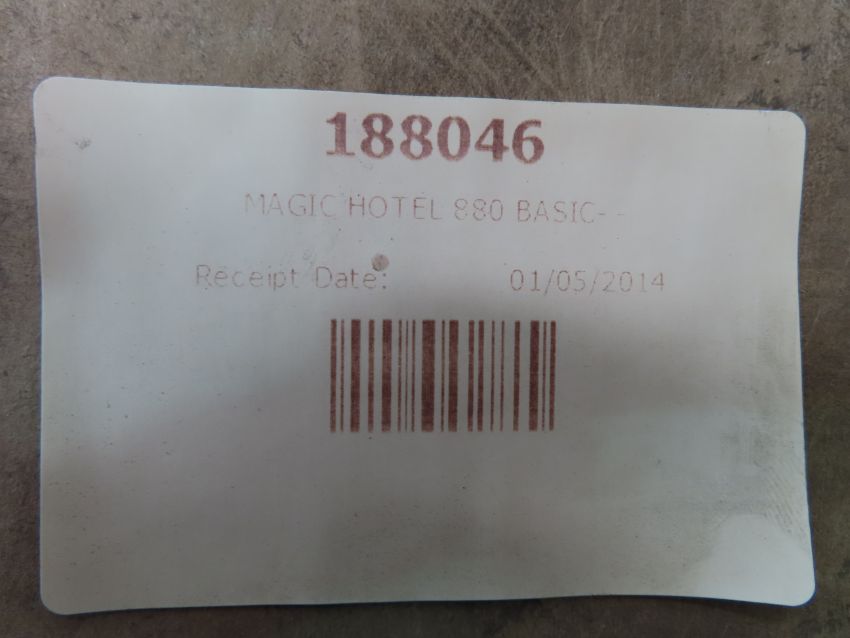 188046
MAGIC HOTEL 880 BASIC- -
Receipt Date: 01/05/2014